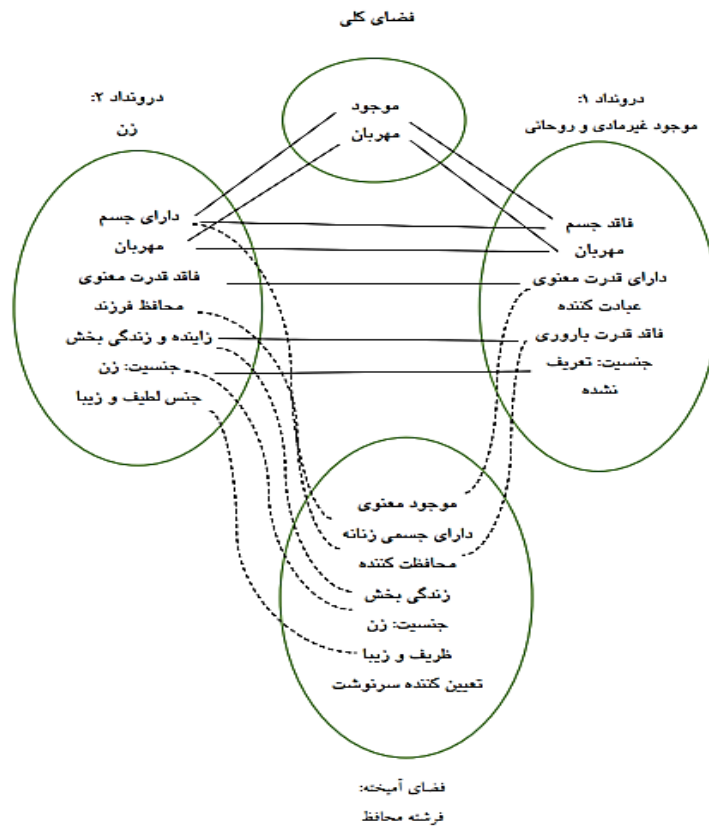 فضای کلی
موجود
مهربان
درونداد ۱:
موجود غیرمادی و روحانی
فاقد جسم
مهربان
دارای قدرت معنوی
عبادت کننده
فاقد قدرت باروری
جنسیت: تعریف
نشده
درونداد ۲:
زن
دارای جسم
مهربان
فاقد قدرت معنوی
محافظ فرزند
زاینده و زندگی بخش
جنسیت: زن
جنس لطیف و زیبا
موجود معنوی
دارای جسمی زنانه
محافظت کننده
زندگی بخش
جنسیت: زن
ظریف و زیبا
تعیین کننده سرنوشت
فضای آمیخته:
فرشته محافظ